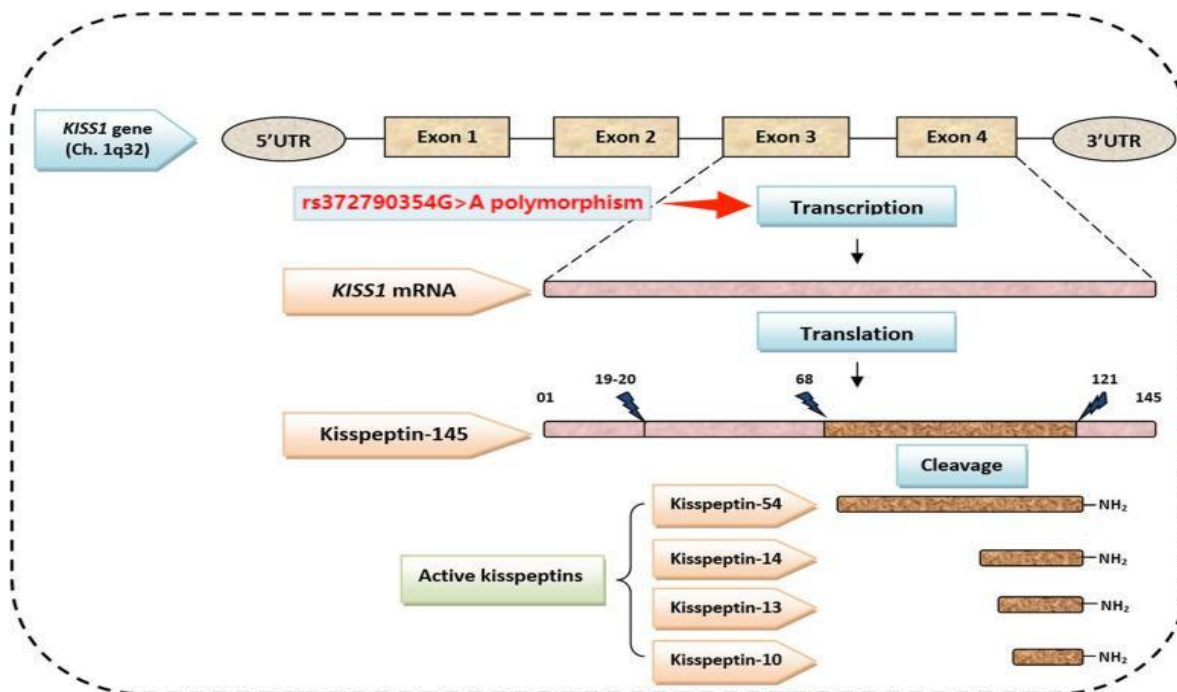 KISS1 gene
(Ch. 1q32)
5'UTR
Exon 1
Exon 2
Exon 3
Exon 4
3'UTR
rs372790354G>A polymorphism
Transcription
KISS1 mRNA
Translation
01
19-20
68
121
145
Kisspeptin-145
Cleavage
Kisspeptin-54
NH₂
Kisspeptin-14
NH₂
Active kisspeptins
Kisspeptin-13
NH₂
Kisspeptin-10
NH₂